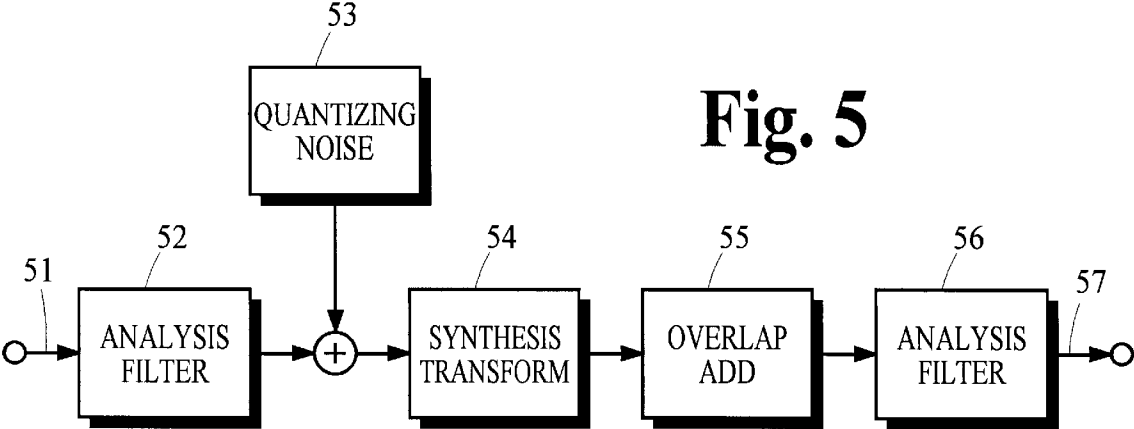 53
QUANTIZING
NOISE
Fig. 5
51
52
ANALYSIS
FILTER
+
54
SYNTHESIS
TRANSFORM
55
OVERLAP
ADD
56
ANALYSIS
FILTER
57